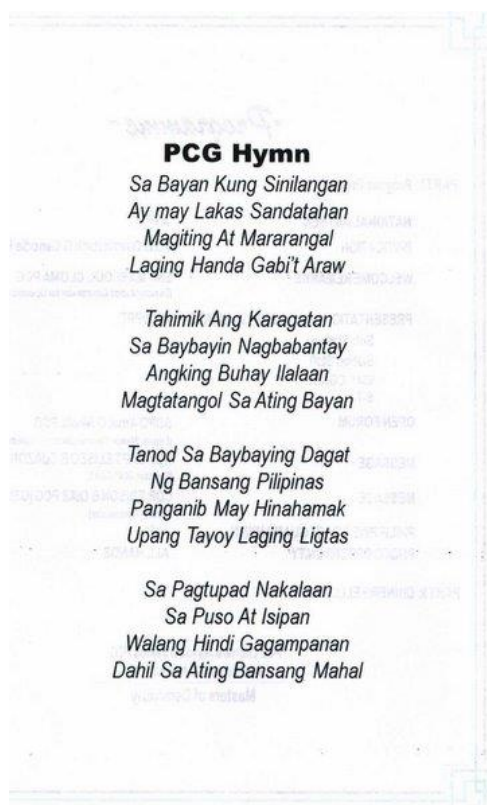 PCG Hymn
Sa Bayan Kung Sinilangan
Ay may Lakas Sandatahan
Magiting At Mararangal
Laging Handa Gabi't Araw
Tahimik Ang Karagatan
Sa Baybayin Nagbabantay
Angking Buhay Ilalaan
Magtatangol Sa Ating Bayan
Tanod Sa Baybaying Dagat
Ng Bansang Pilipinas
Panganib May Hinahamak
Upang Tayoy Laging Ligtas
Sa Pagtupad Nakalaan
Sa Puso At Isipan
Walang Hindi Gagampanan
Dahil Sa Ating Bansang Mahal